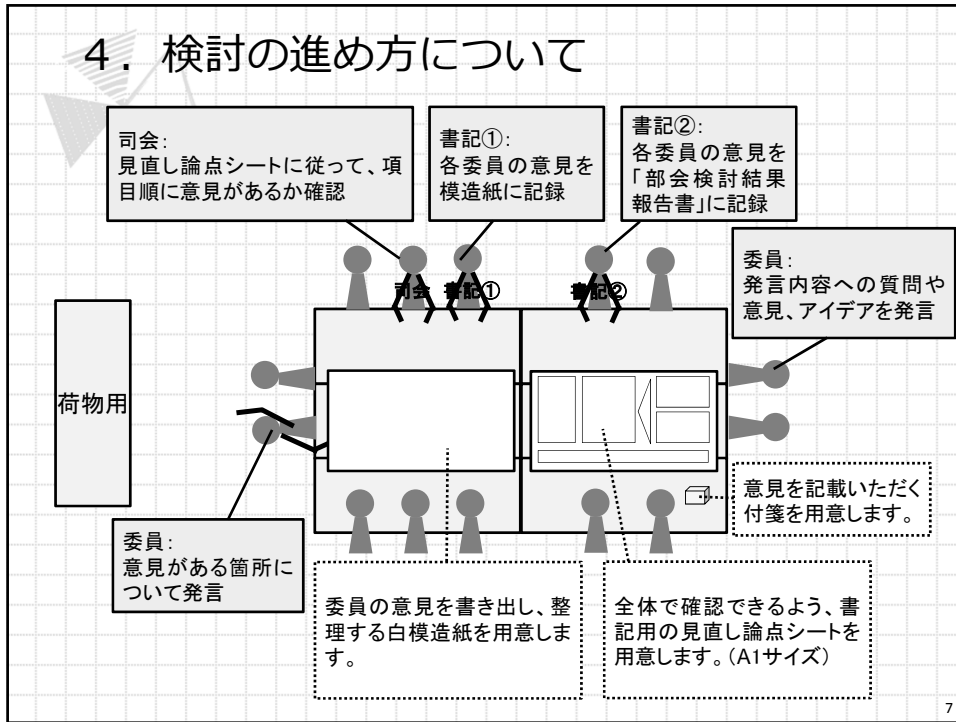 ４．検討の進め方について
司会：
見直し論点シートに従って、項
目順に意見があるか確認
書記①：
各委員の意見を
模造紙に記録
書記②：
各委員の意見を
「部会検討結果
報告書」に記録
委員：
発言内容への質問や
意見、アイデアを発言
司会
書記①
書記②
荷物用
委員：
意見がある箇所に
ついて発言
意見を記載いただく
付箋を用意します。
委員の意見を書き出し、整
理する白模造紙を用意しま
す。
全体で確認できるよう、書
記用の見直し論点シートを
用意します。（A1サイズ）
7